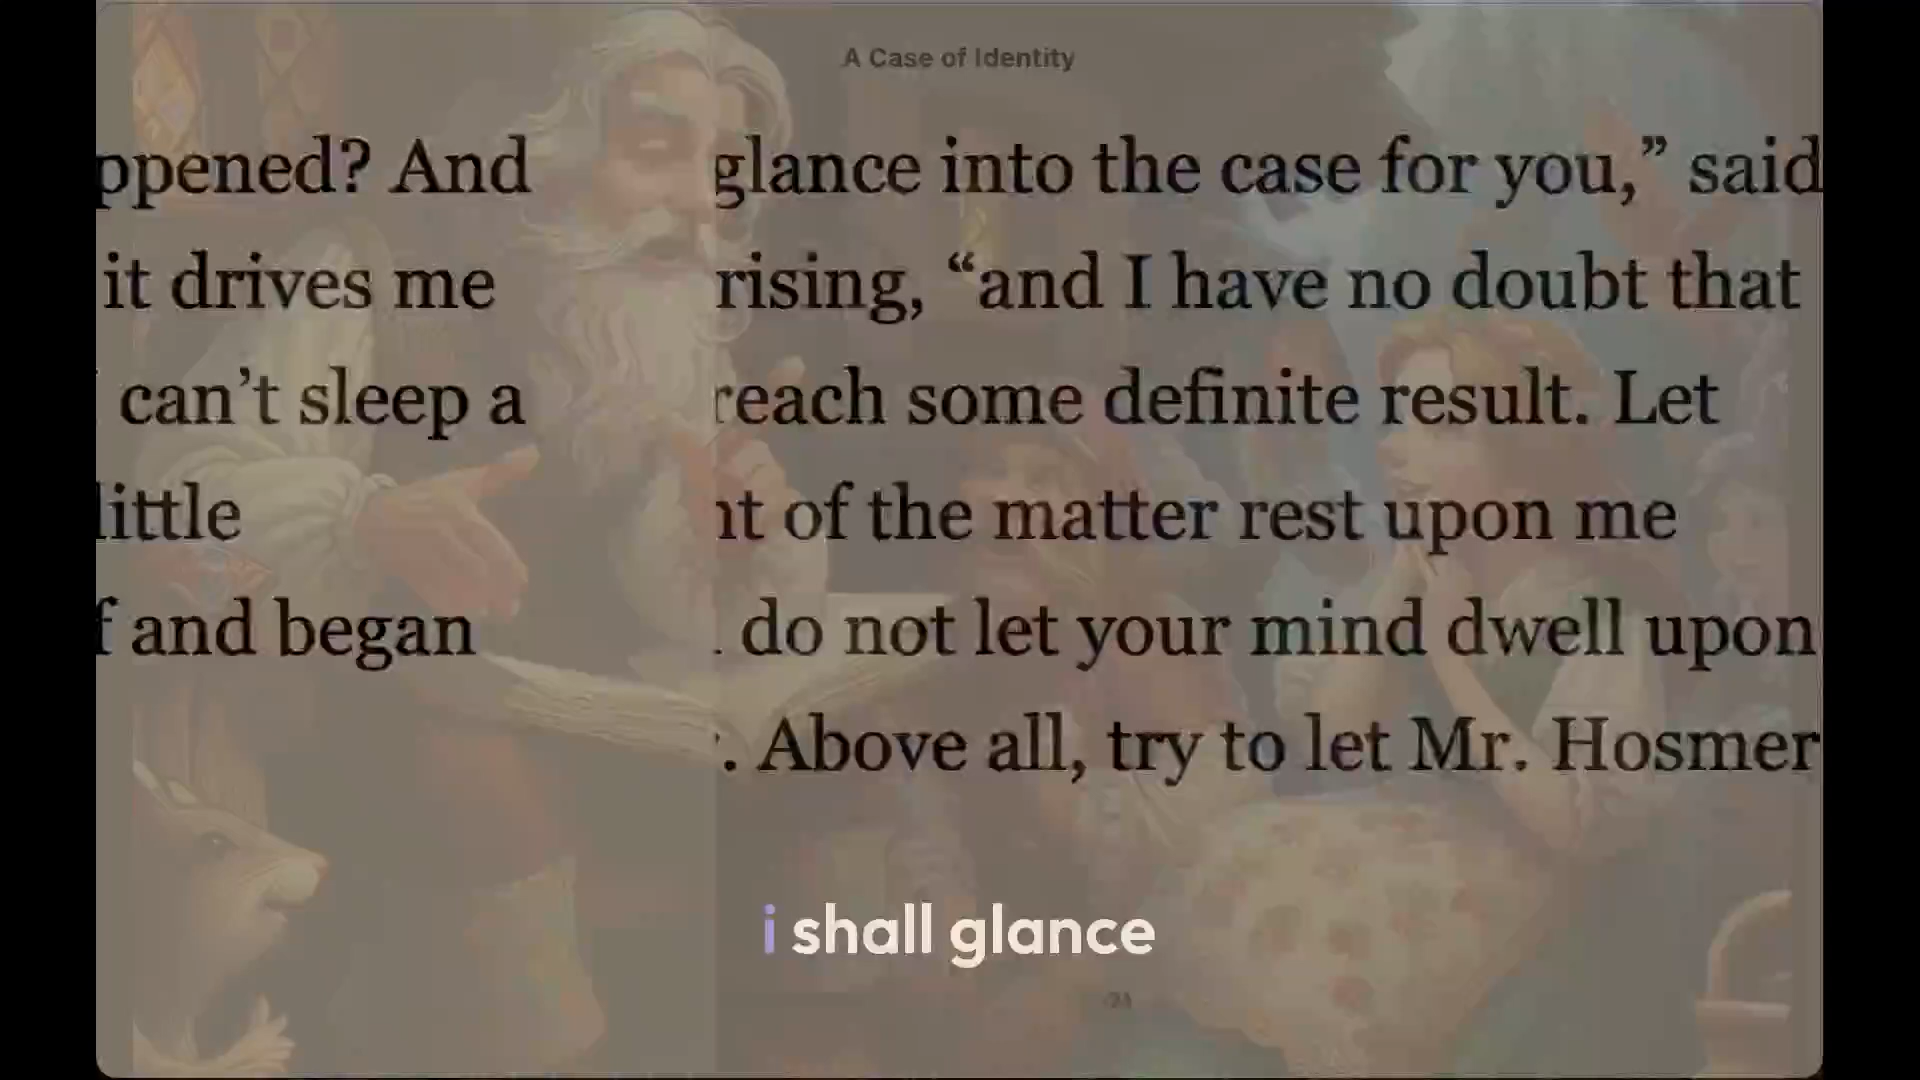 A Case of Identity
ppened? And
it drives me
can’t sleep a
little
f and began
glance into the case for you,” said
rising, “and I have no doubt that
reach some definite result. Let
nt of the matter rest upon me
. do not let your mind dwell upon
. Above all, try to let Mr. Hosmer
i shall glance